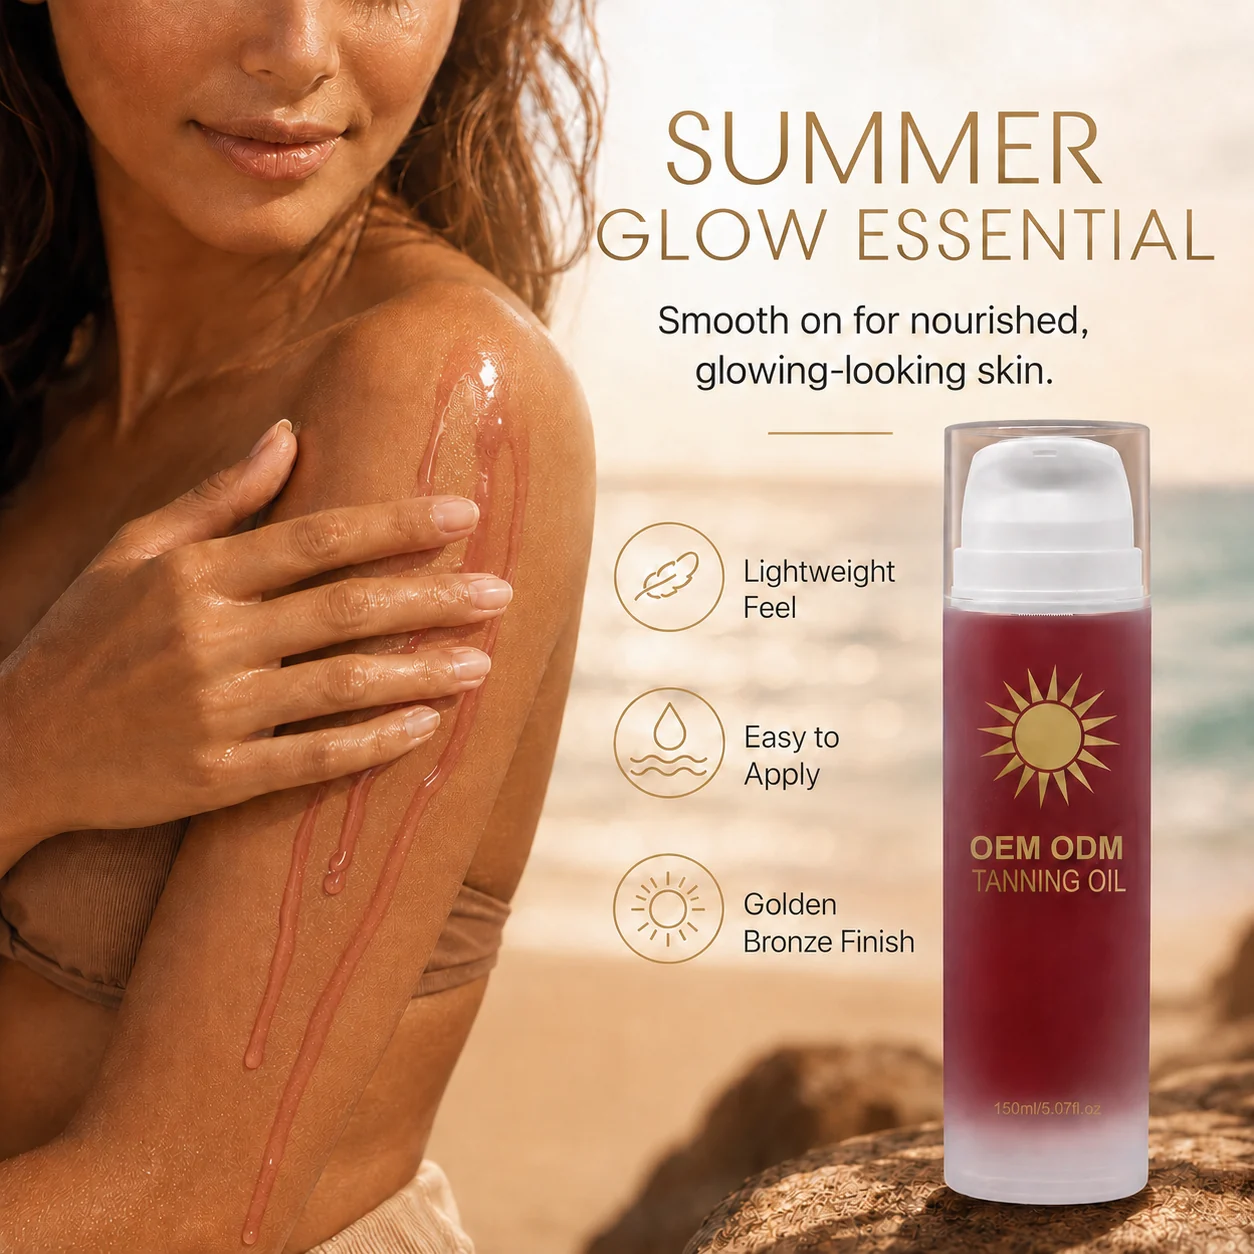 SUMMER
GLOW ESSENTIAL
Smooth on for nourished,
glowing-looking skin.
Lightweight
Feel
Easy to
Apply
Golden
Bronze Finish
OEM ODM
TANNING OIL
150ml/5.07fl.oz